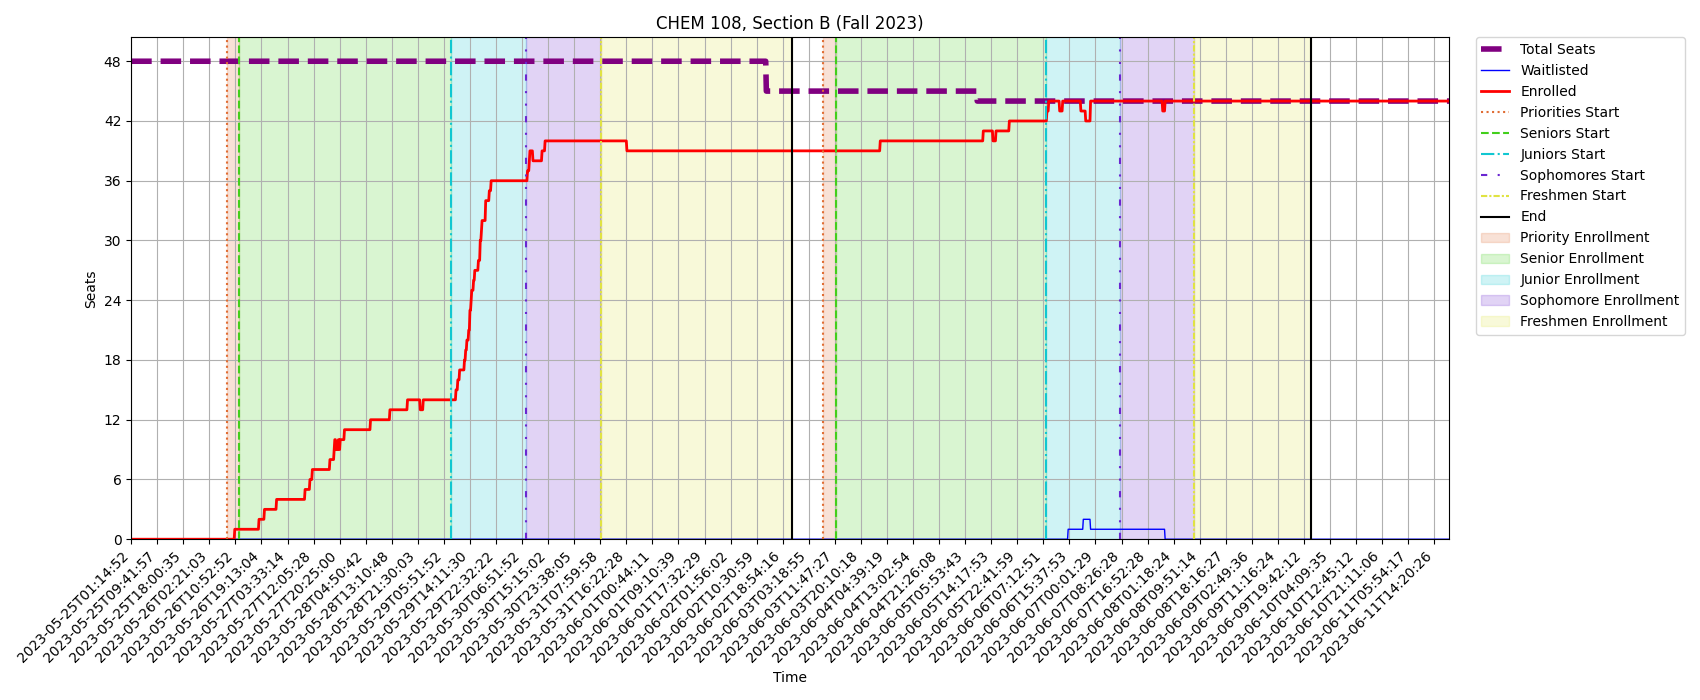 CHEM 108, Section B (Fall 2023)
Seats
48
42
36
30
24
18
12
6
0
2023-05-25T01:14:52
2023-05-25T09:41:57
2023-05-25T18:00:35
2023-05-26T02:21:03
2023-05-26T10:52:52
2023-05-26T19:13:04
2023-05-27T03:33:14
2023-05-27T12:05:28
2023-05-27T20:25:00
2023-05-28T04:50:42
2023-05-28T13:10:48
2023-05-28T21:30:03
2023-05-29T05:51:52
2023-05-29T14:11:30
2023-05-29T22:32:22
2023-05-30T06:51:52
2023-05-30T15:15:02
2023-05-30T23:38:05
2023-05-31T07:59:58
2023-05-31T16:22:28
2023-06-01T00:44:11
2023-06-01T09:10:39
2023-06-01T17:32:29
2023-06-02T01:56:02
2023-06-02T10:30:59
2023-06-02T18:54:16
2023-06-03T03:18:55
2023-06-03T11:47:27
2023-06-03T20:10:18
2023-06-04T04:39:19
2023-06-04T13:02:54
2023-06-04T21:26:08
2023-06-05T05:53:43
2023-06-05T14:17:53
2023-06-05T22:41:59
2023-06-06T07:12:51
2023-06-06T15:37:53
2023-06-07T00:01:29
2023-06-07T08:26:28
2023-06-07T16:52:28
2023-06-08T01:18:24
2023-06-08T09:51:14
2023-06-08T18:16:27
2023-06-09T02:49:36
2023-06-09T11:16:24
2023-06-09T19:42:12
2023-06-10T04:09:35
2023-06-10T12:45:12
2023-06-10T21:11:06
2023-06-11T05:54:17
2023-06-11T14:20:26
Time
Total Seats
Waitlisted
Enrolled
Priorities Start
Seniors Start
Juniors Start
Sophomores Start
Freshmen Start
End
Priority Enrollment
Senior Enrollment
Junior Enrollment
Sophomore Enrollment
Freshmen Enrollment